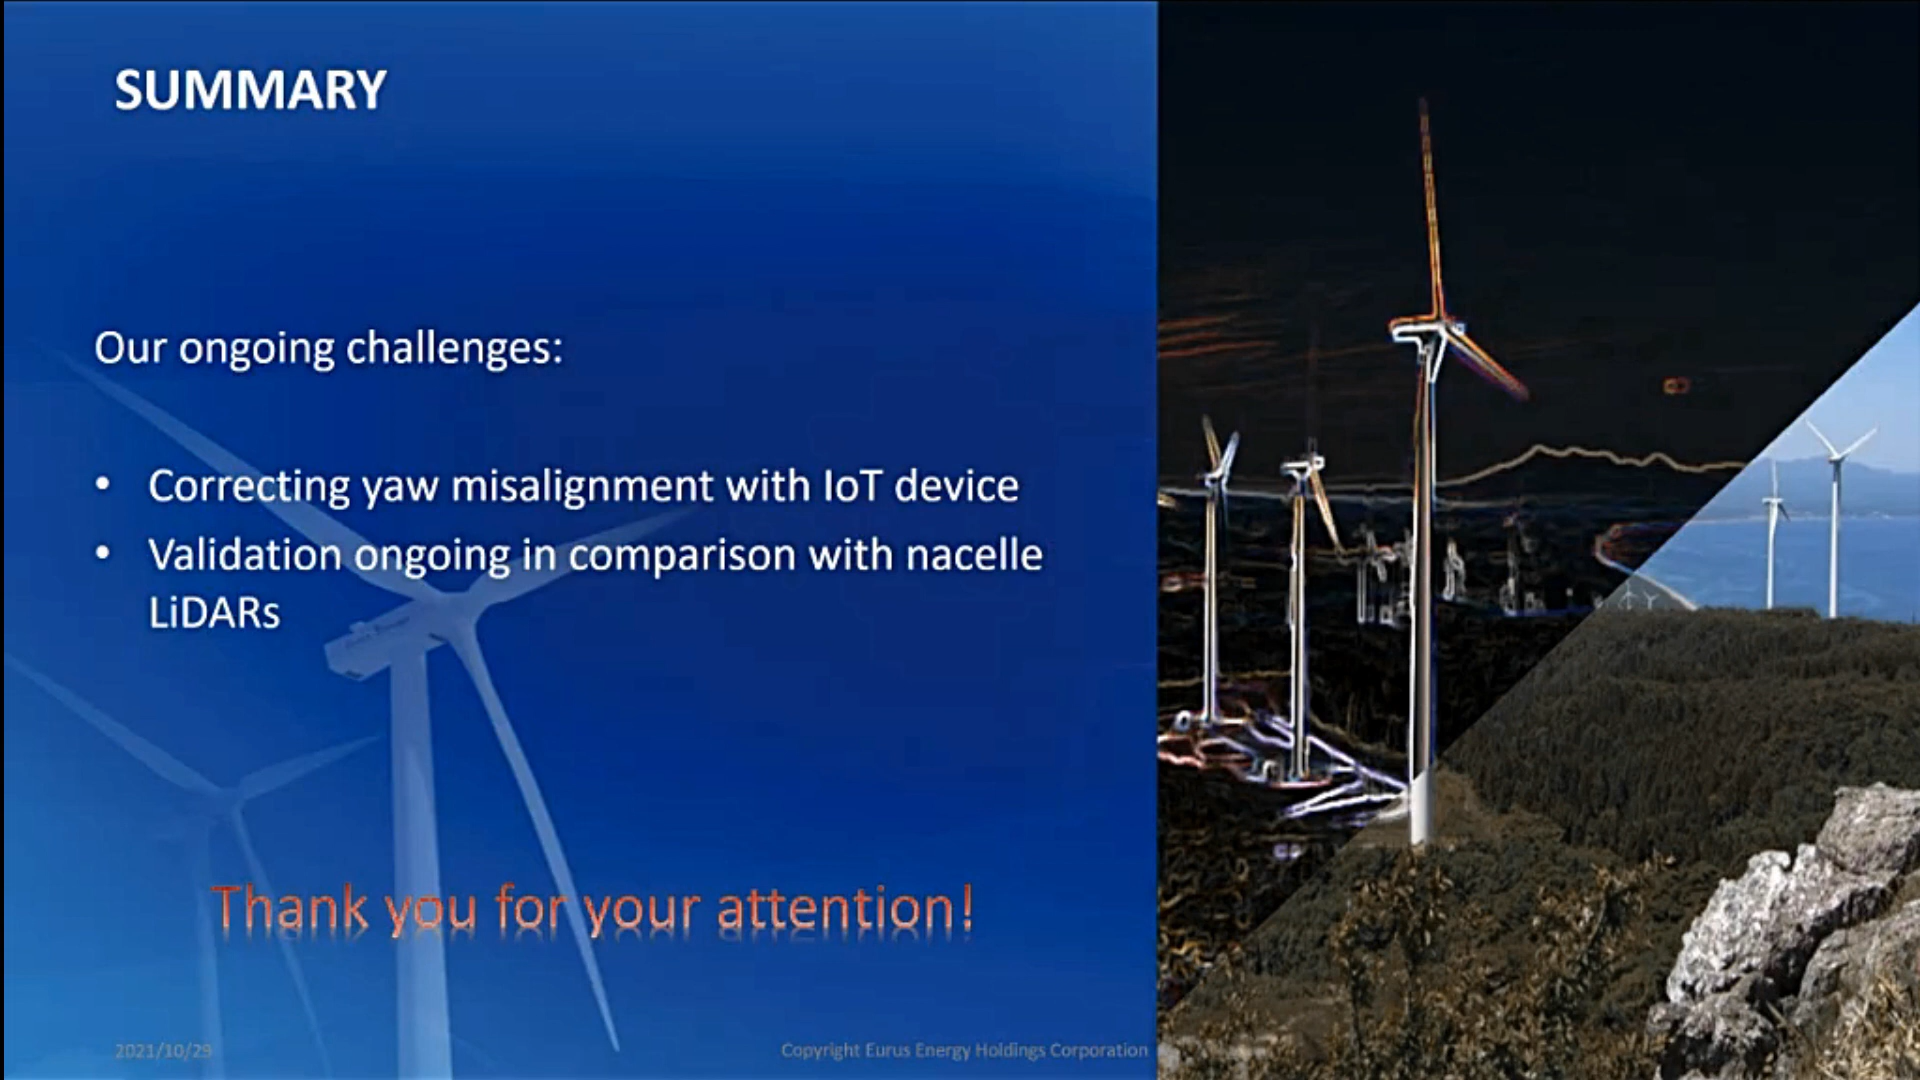 SUMMARY
Our ongoing challenges:
• Correcting yaw misalignment with IoT device
• Validation ongoing in comparison with nacelle
LiDARs
Thank you for your attention!
2021/10/29
Copyright Eurus Energy Holdings Corporation